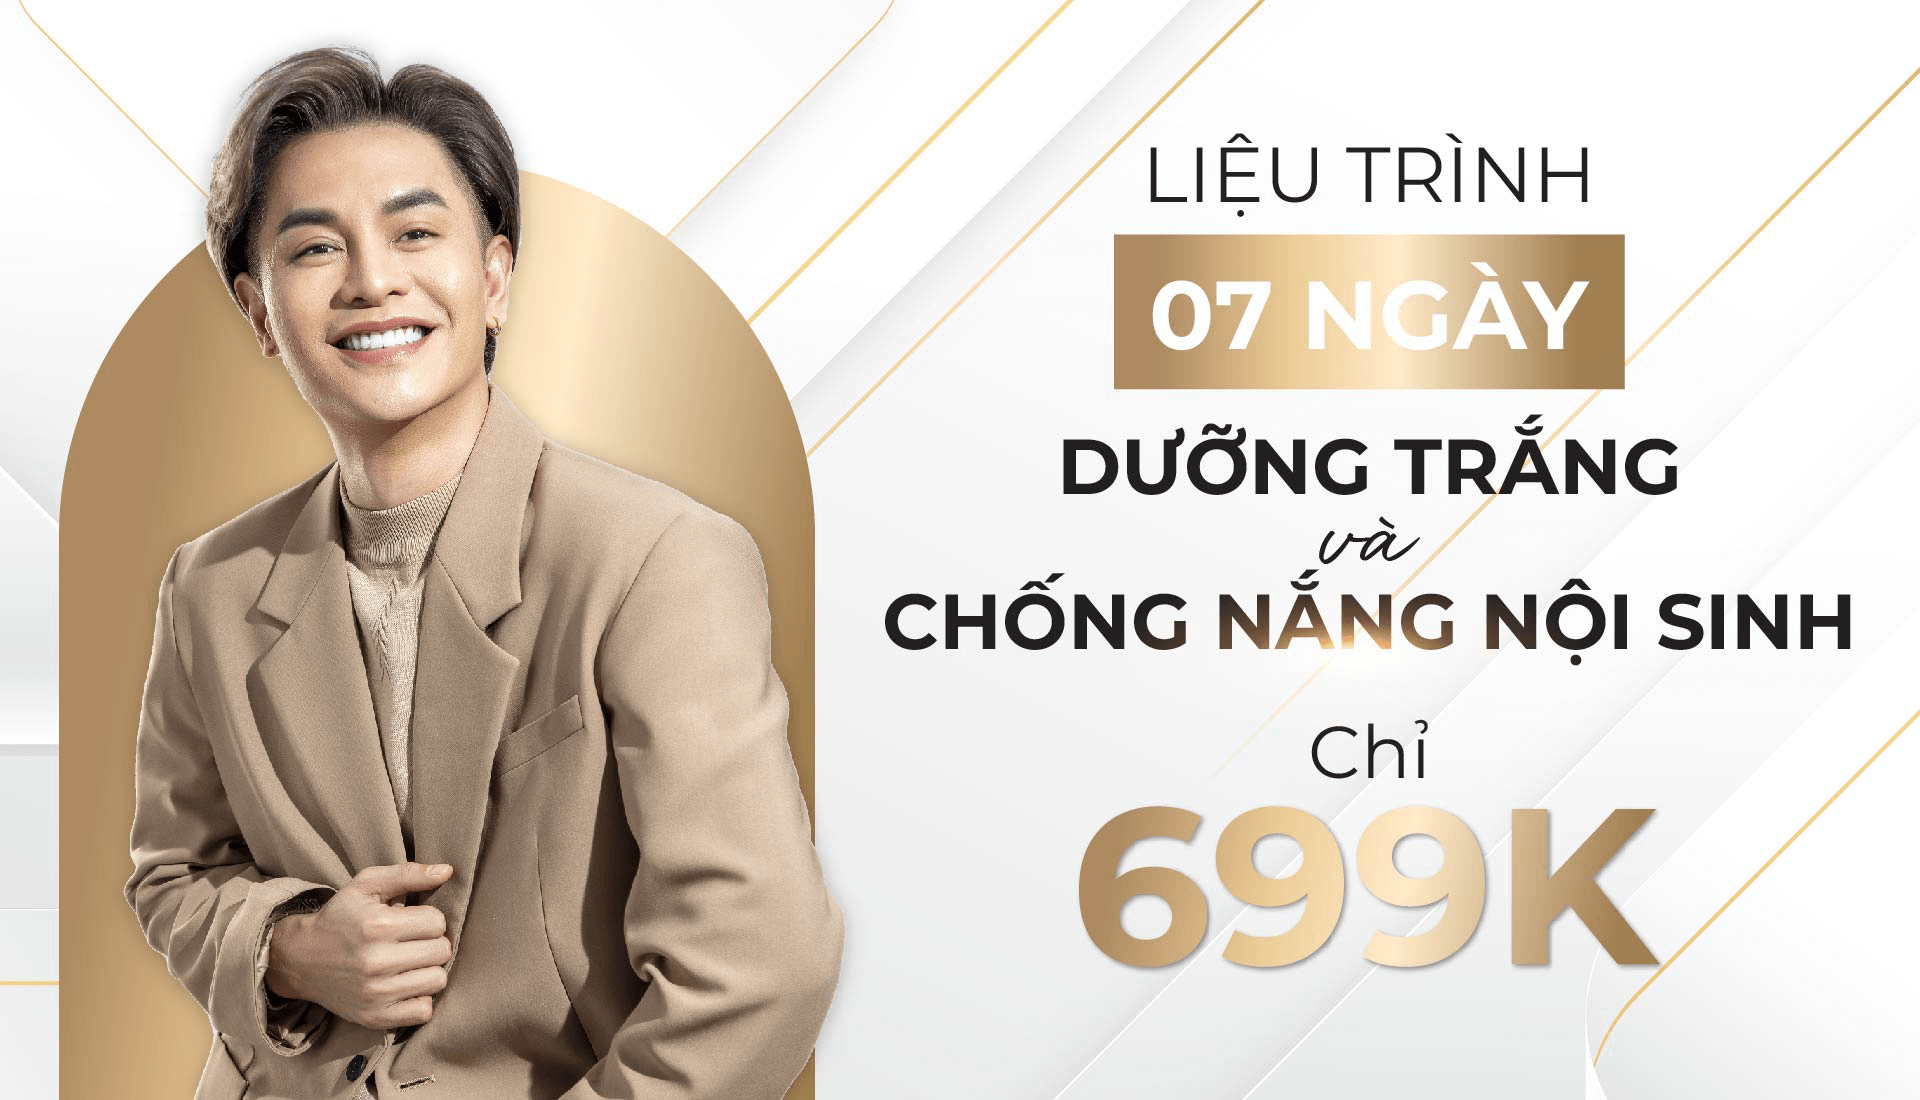 LIỆU TRÌNH
07 NGÀY
DƯỠNG TRẮNG
và
CHỐNG NẮNG NỘI SINH
Chỉ
699K